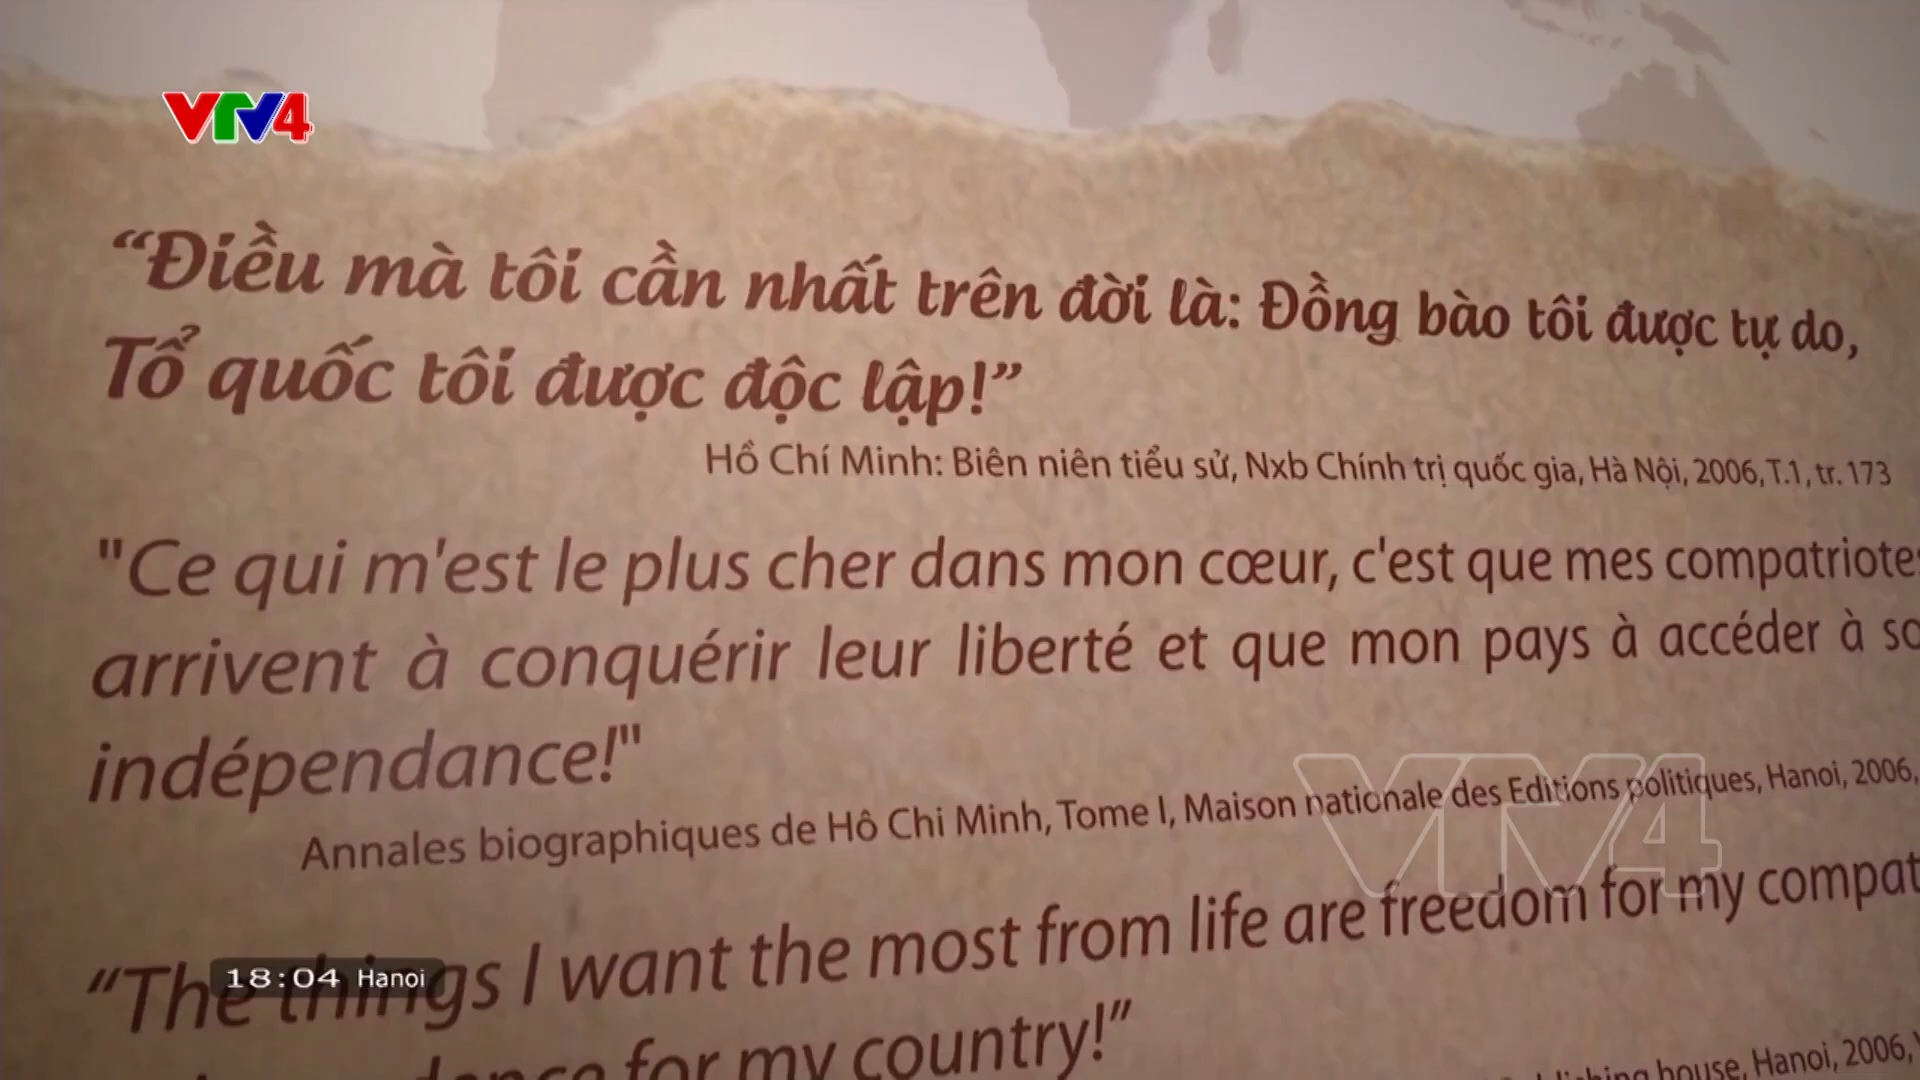 VTV4
“Điều mà tôi cần nhất trên đời là: Đồng bào tôi được tự do,
Tổ quốc tôi được độc lập!”
Hồ Chí Minh: Biên niên tiểu sử, Nxb Chính trị quốc gia, Hà Nội, 2006, T.1, tr. 173
"Ce qui m'est le plus cher dans mon cœur, c'est que mes compatriotes
arrivent à conquérir leur liberté et que mon pays à accéder à so
indépendance!"
Annales biographiques de Hô Chi Minh, Tome I, Maison nationale des Editions politiques, Hanoi, 2006,
VTV4
“The things I want the most from life are freedom for my compat
18:04 Hanoi
for my country!”
house, Hanoi, 2006,